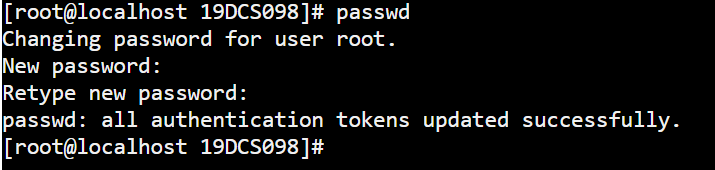 [root@localhost 19DCS098]# passwd
Changing password for user root.
New password:
Retype new password:
passwd: all authentication tokens updated successfully.
[root@localhost 19DCS098]#